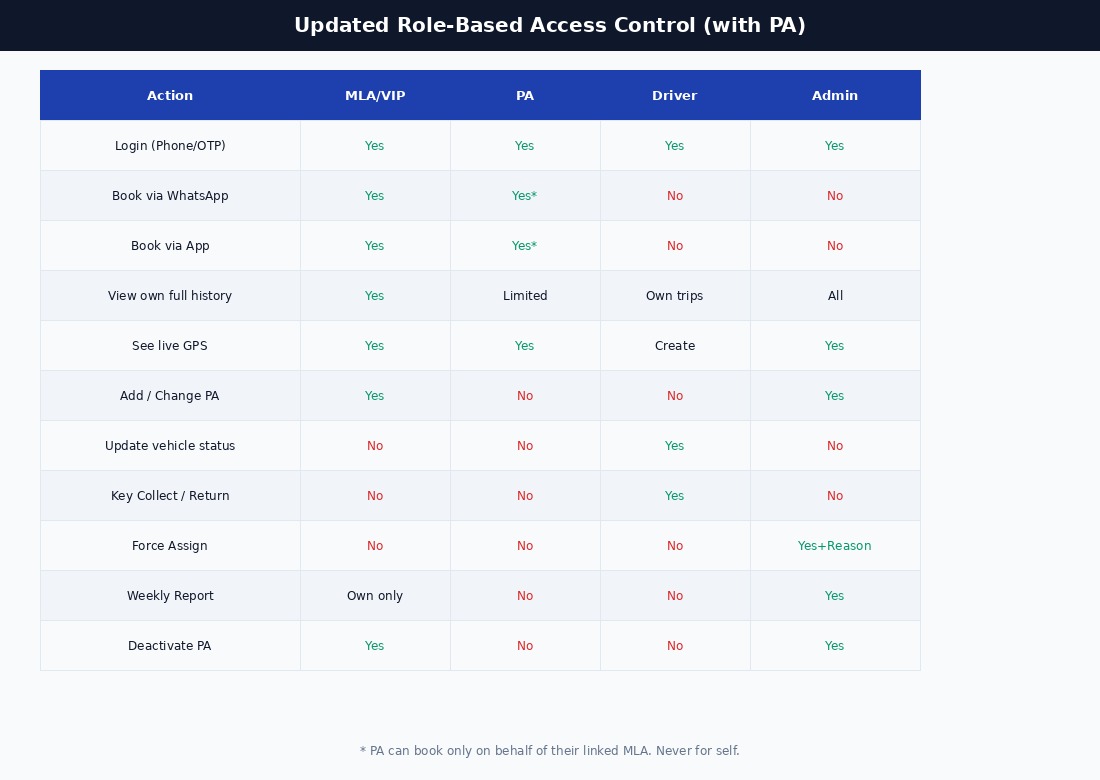 Updated Role-Based Access Control (with PA)
Action MLA/VIP PA Driver Admin
Login (Phone/OTP) Yes Yes Yes Yes
Book via WhatsApp Yes Yes* No No
Book via App Yes Yes* No No
View own full history Yes Limited Own trips All
See live GPS Yes Yes Create Yes
Add / Change PA Yes No No Yes
Update vehicle status No No Yes No
Key Collect / Return No No Yes No
Force Assign No No No Yes+Reason
Weekly Report Own only No No Yes
Deactivate PA Yes No No Yes
* PA can book only on behalf of their linked MLA. Never for self.